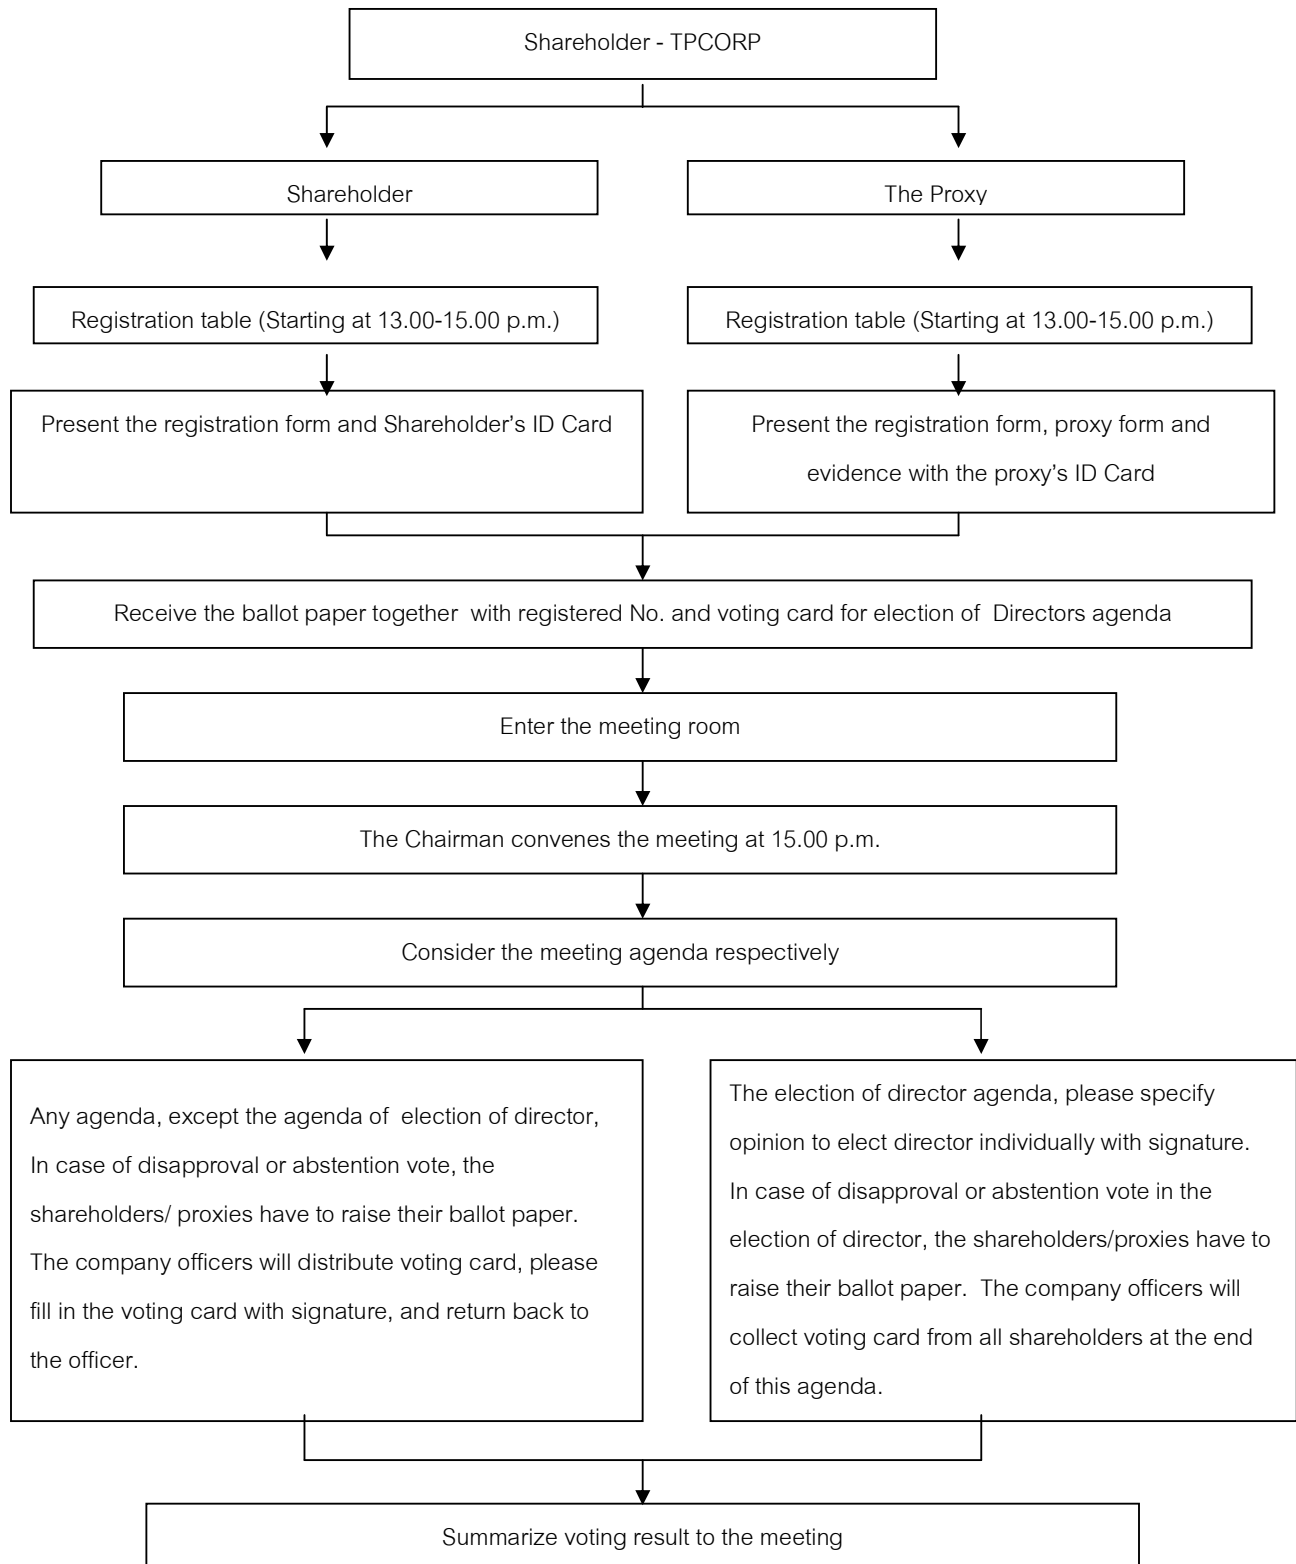 Shareholder - TPCORP
Shareholder
The Proxy
Registration table (Starting at 13.00-15.00 p.m.)
Registration table (Starting at 13.00-15.00 p.m.)
Present the registration form and Shareholder's ID Card
Present the registration form, proxy form and
evidence with the proxy's ID Card
Receive the ballot paper together with registered No. and voting card for election of Directors agenda
Enter the meeting room
The Chairman convenes the meeting at 15.00 p.m.
Consider the meeting agenda respectively
Any agenda, except the agenda of election of director,
In case of disapproval or abstention vote, the
shareholders/ proxies have to raise their ballot paper.
The company officers will distribute voting card, please
fill in the voting card with signature, and return back to
the officer.
The election of director agenda, please specify
opinion to elect director individually with signature.
In case of disapproval or abstention vote in the
election of director, the shareholders/proxies have to
raise their ballot paper. The company officers will
collect voting card from all shareholders at the end
of this agenda.
Summarize voting result to the meeting